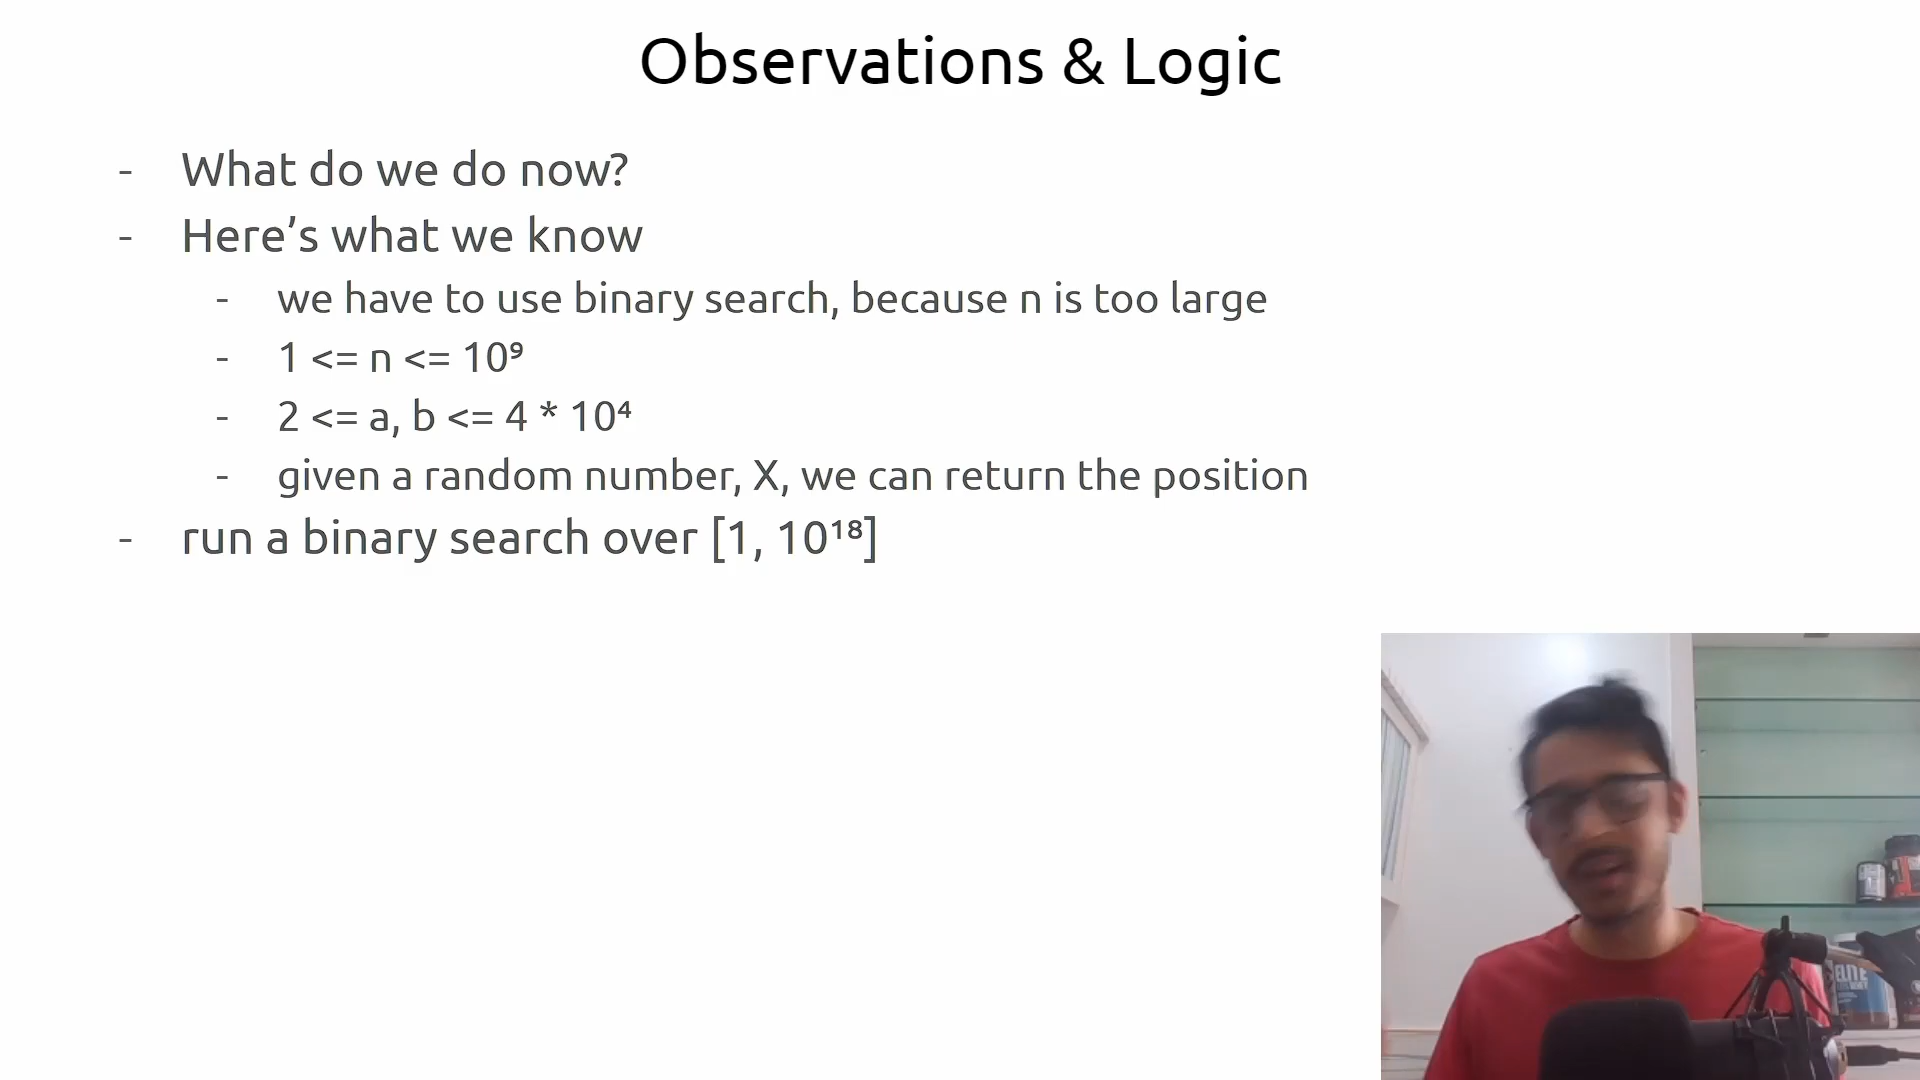 Observations & Logic
- What do we do now?
- Here’s what we know
- we have to use binary search, because n is too large
- 1 <= n <= 10⁹
- 2 <= a, b <= 4 * 10⁴
- given a random number, X, we can return the position
- run a binary search over [1, 10¹⁸]
ELITE